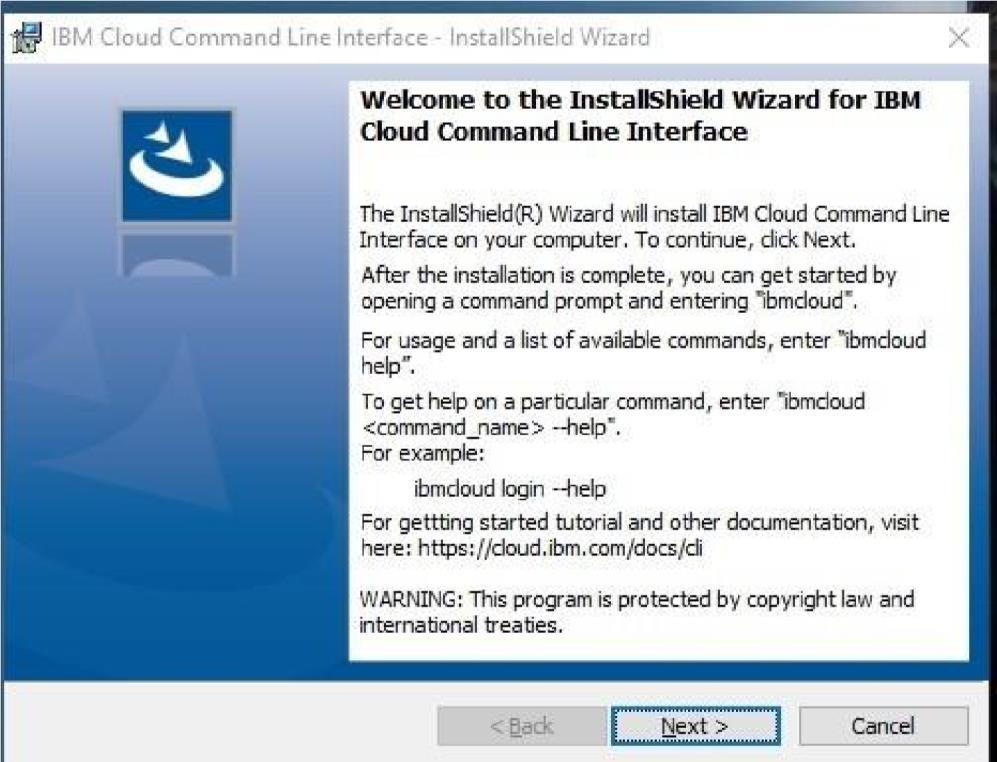 IBM Cloud Command Line Interface - InstallShield Wizard
Welcome to the InstallShield Wizard for IBM
Cloud Command Line Interface
The InstallShield(R) Wizard will install IBM Cloud Command Line
Interface on your computer. To continue, click Next.
After the installation is complete, you can get started by
opening a command prompt and entering "ibmcloud".
For usage and a list of available commands, enter "ibmcloud
help".
To get help on a particular command, enter "ibmcloud
<command_name> --help".
For example:
ibmcloud login --help
For gettting started tutorial and other documentation, visit
here: https://cloud.ibm.com/docs/cli
WARNING: This program is protected by copyright law and
international treaties.
< Back
Next >
Cancel